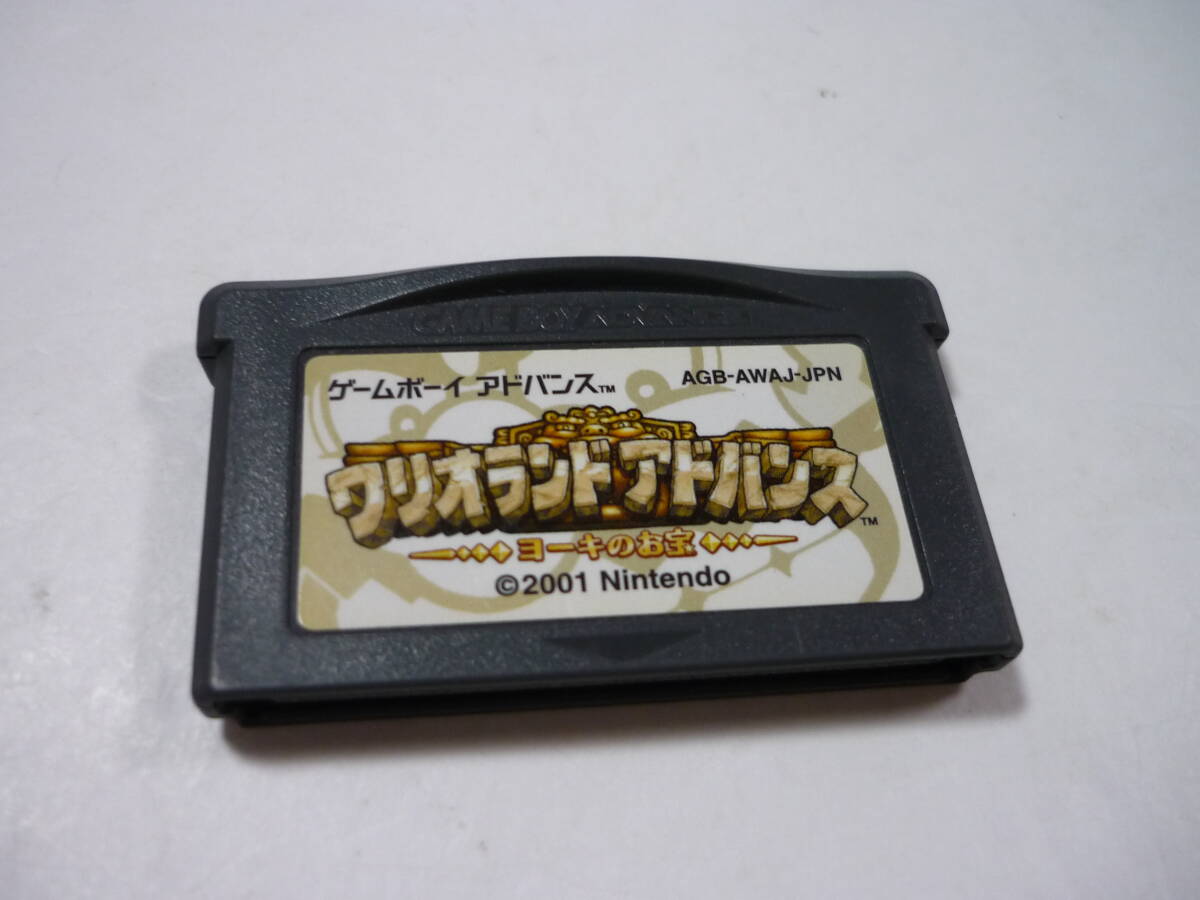 GAME BOY ADVANCE
ゲームボーイ アドバンス™
AGB-AWAJ-JPN
ワリオランドアドバンス™
ヨーキのお宝
©2001 Nintendo